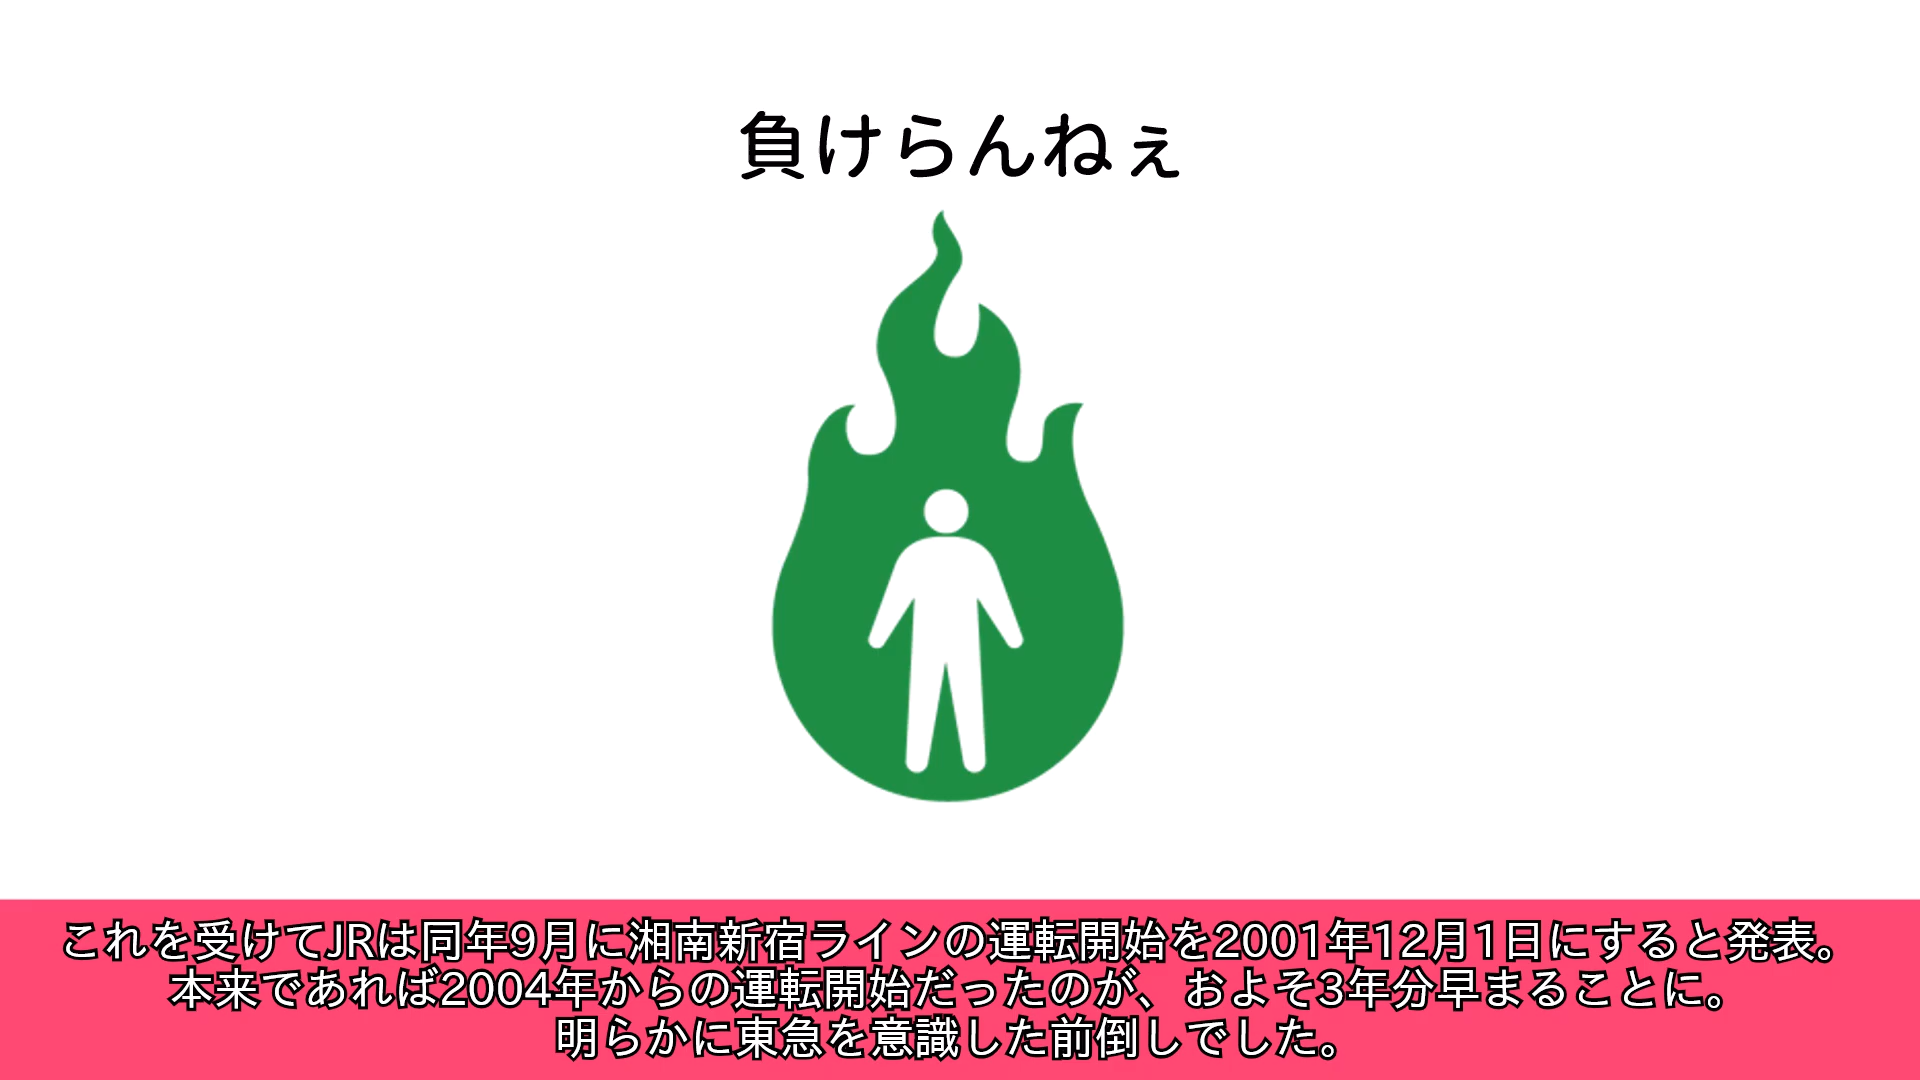 負けらんねぇ
これを受けてJRは同年9月に湘南新宿ラインの運転開始を2001年12月1日にすると発表。
本来であれば2004年からの運転開始だったのが、およそ3年分早まることに。
明らかに東急を意識した前倒しでした。